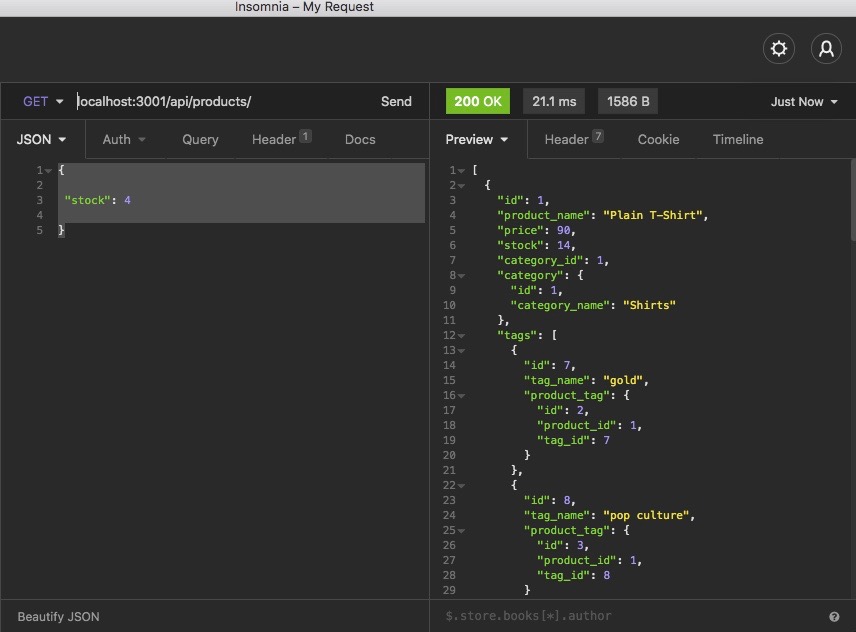 Insomnia – My Request
GET localhost:3001/api/products/ Send
200 OK 21.1 ms 1586 B Just Now
JSON Auth Query Header 1 Docs
Preview Header 7 Cookie Timeline
1 {
2
3 "stock": 4
4
5 }
1 [
2 {
3 "id": 1,
4 "product_name": "Plain T-Shirt",
5 "price": 90,
6 "stock": 14,
7 "category_id": 1,
8 "category": {
9 "id": 1,
10 "category_name": "Shirts"
11 },
12 "tags": [
13 {
14 "id": 7,
15 "tag_name": "gold",
16 "product_tag": {
17 "id": 2,
18 "product_id": 1,
19 "tag_id": 7
20 }
21 },
22 {
23 "id": 8,
24 "tag_name": "pop culture",
25 "product_tag": {
26 "id": 3,
27 "product_id": 1,
28 "tag_id": 8
29 }
Beautify JSON
$.store.books[*].author